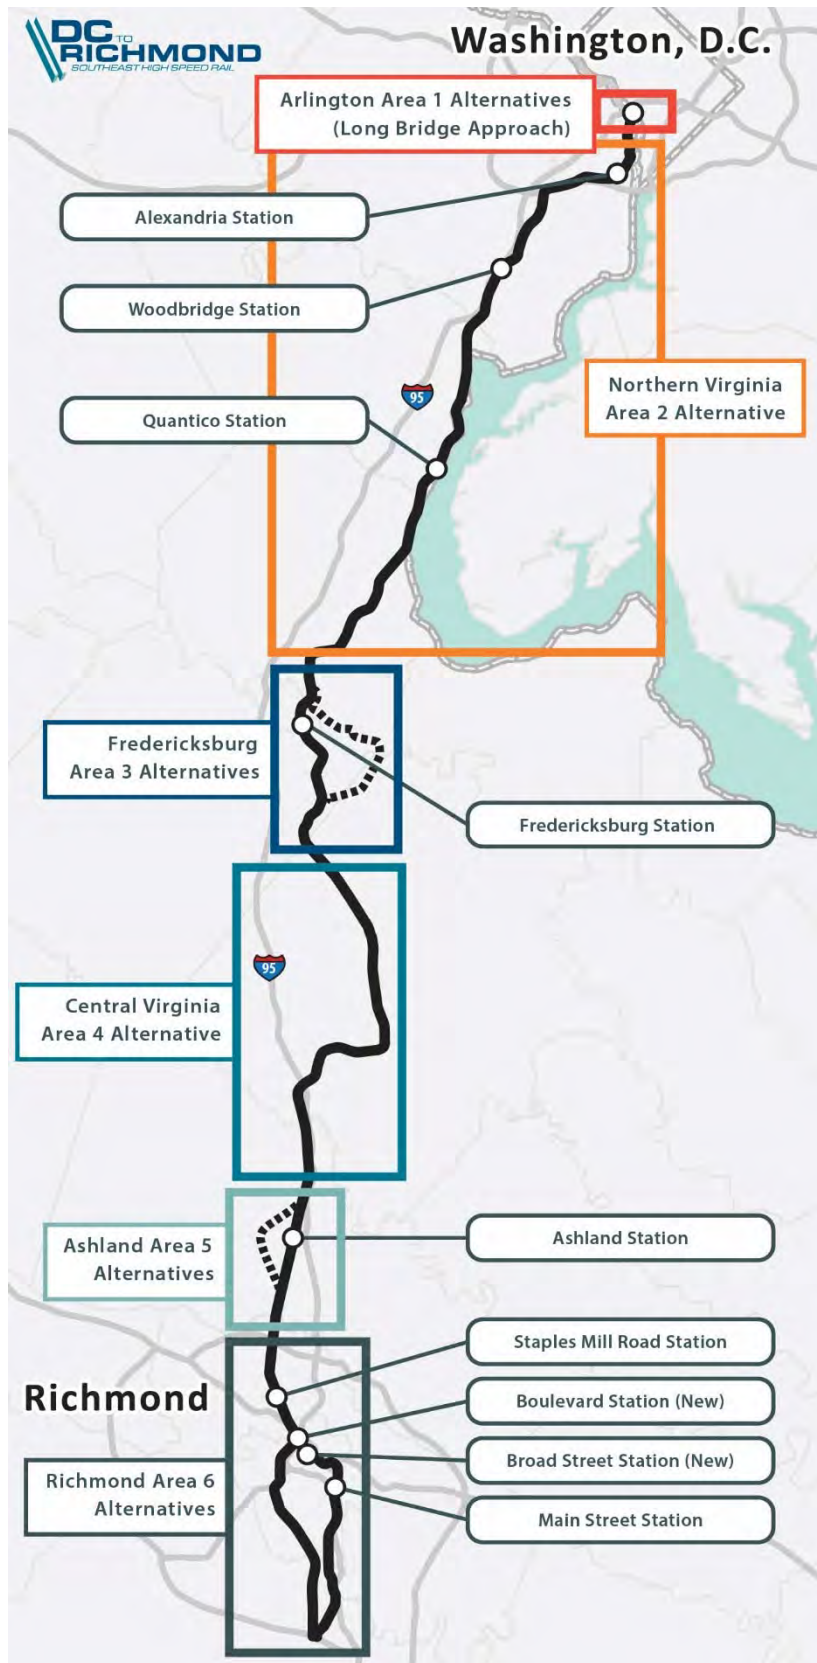 DC TO
RICHMOND
SOUTHEAST HIGH SPEED RAIL
Washington, D.C.
Arlington Area 1 Alternatives
(Long Bridge Approach)
Alexandria Station
Woodbridge Station
Northern Virginia
Area 2 Alternative
95
Quantico Station
Fredericksburg
Area 3 Alternatives
Fredericksburg Station
95
Central Virginia
Area 4 Alternative
Ashland Area 5
Alternatives
Ashland Station
Staples Mill Road Station
Richmond
Boulevard Station (New)
Broad Street Station (New)
Richmond Area 6
Alternatives
Main Street Station